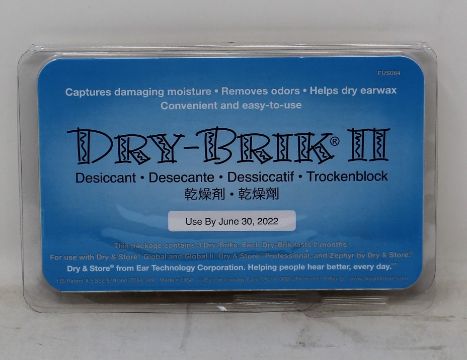 Captures damaging moisture • Removes odors • Helps dry earwax
Convenient and easy-to-use
DRY-BRIK® II
Desiccant • Desecante • Dessiccatif • Trockenblock
乾燥剤 • 乾燥劑
Use By June 30, 2022
This package contains 3 Dry-Briks. Each Dry-Brik lasts 2 months.
For use with Dry & Store® Global and Global II, Dry & Store® Professional, and Zephyr by Dry & Store®
Dry & Store® from Ear Technology Corporation. Helping people hear better, every day.™